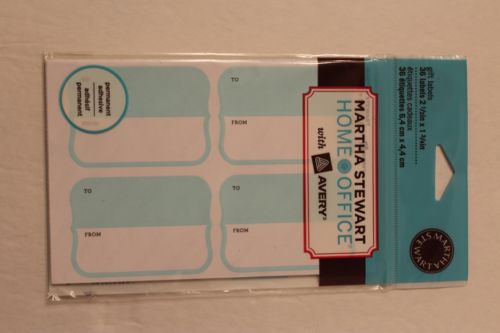 gift labels
36 labels 2 1/2in x 1 3/4in
étiquettes cadeaux
36 étiquettes 6,4 cm x 4,4 cm
MARTHA STEWART
HOME OFFICE
with AVERY
permanent
adhesive
adhésif
permanent
TO
FROM
TO
FROM
TO
FROM
TO
FROM
MARTHA STEWART